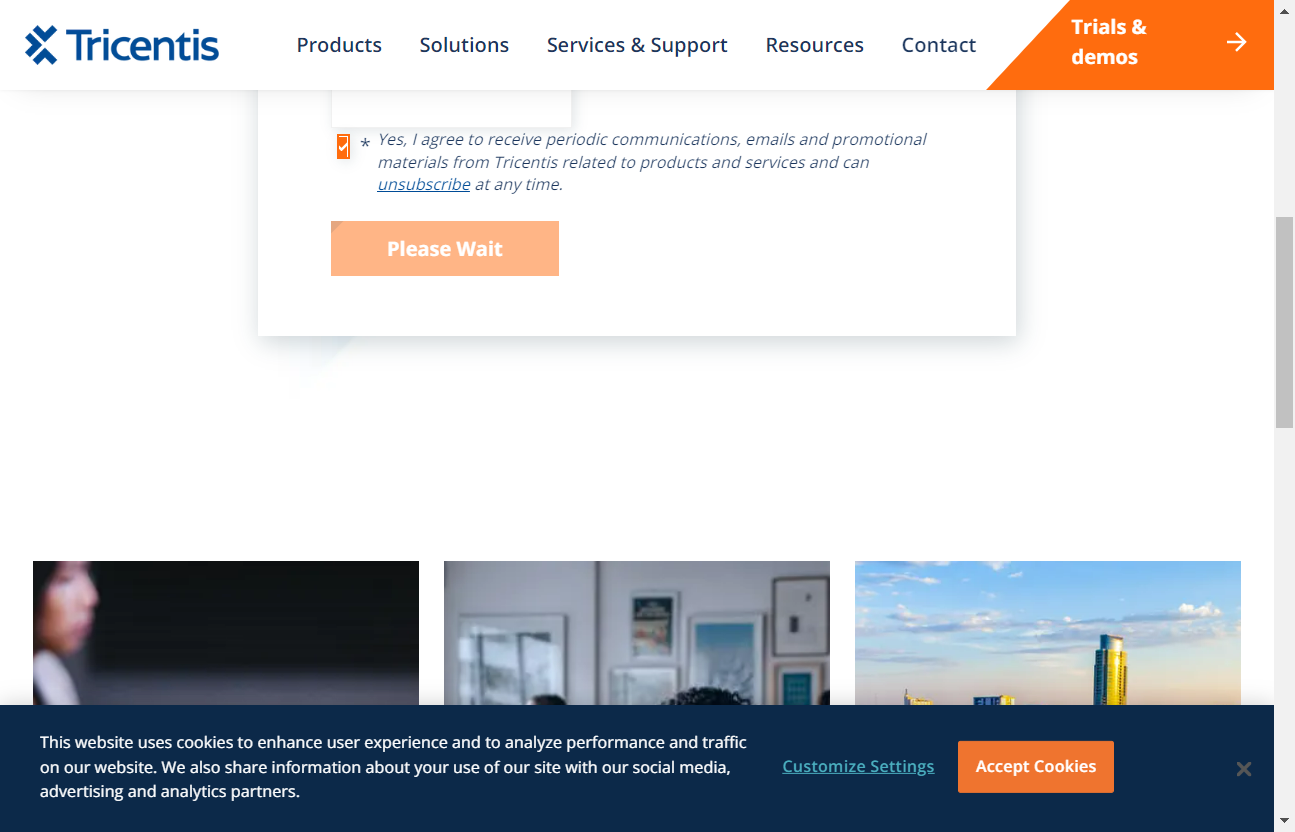 Tricentis
Products
Solutions
Services & Support
Resources
Contact
Trials &
demos
* Yes, I agree to receive periodic communications, emails and promotional
materials from Tricentis related to products and services and can
unsubscribe at any time.
Please Wait
This website uses cookies to enhance user experience and to analyze performance and traffic
on our website. We also share information about your use of our site with our social media,
advertising and analytics partners.
Customize Settings
Accept Cookies